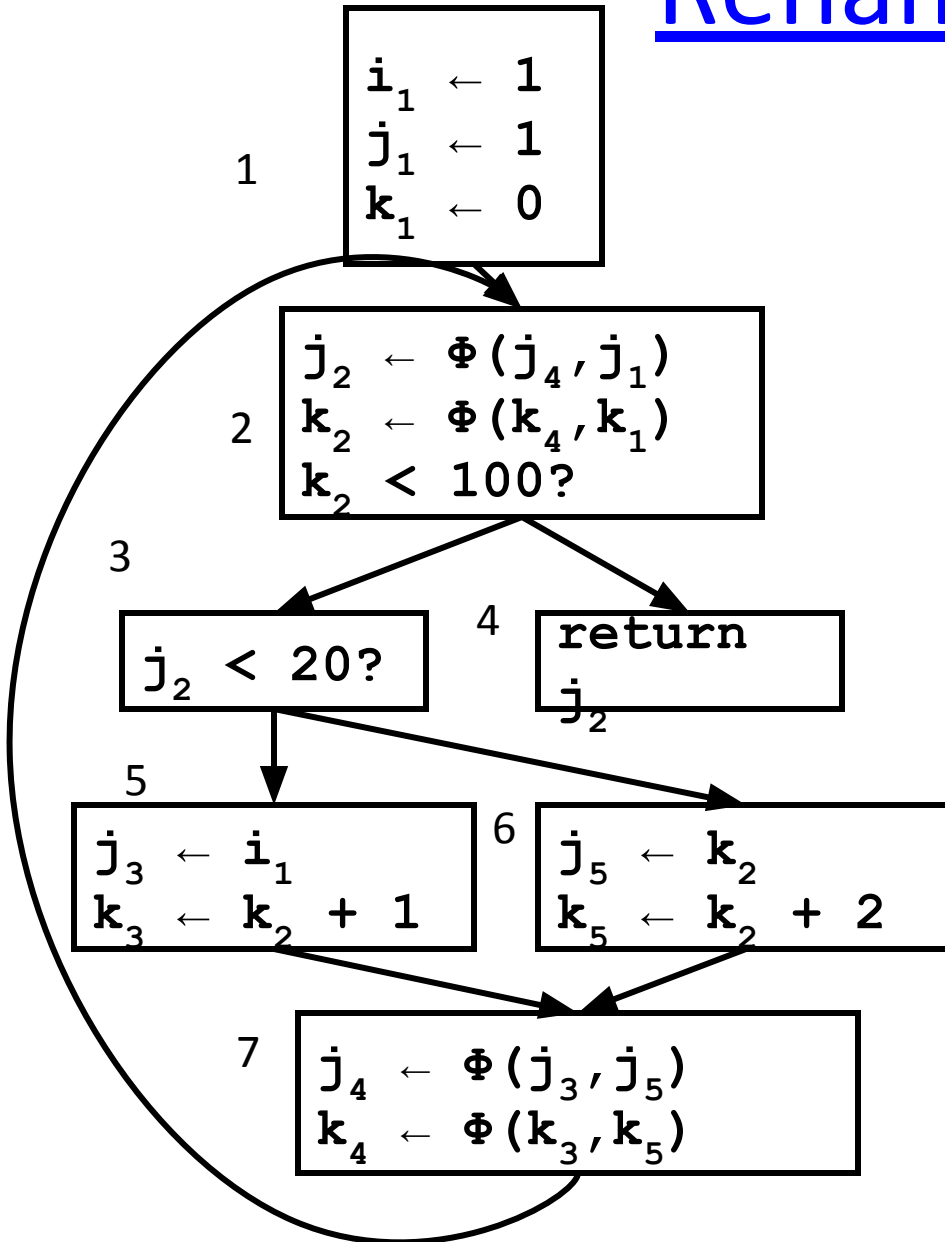 1
i₁ ← 1
j₁ ← 1
k₁ ← 0
2
j₂ ← Φ(j₄,j₁)
k₂ ← Φ(k₄,k₁)
k₂ < 100?
3
j₂ < 20?
4
return
j₂
5
j₃ ← i₁
k₃ ← k₂ + 1
6
j₅ ← k₂
k₅ ← k₂ + 2
7
j₄ ← Φ(j₃,j₅)
k₄ ← Φ(k₃,k₅)